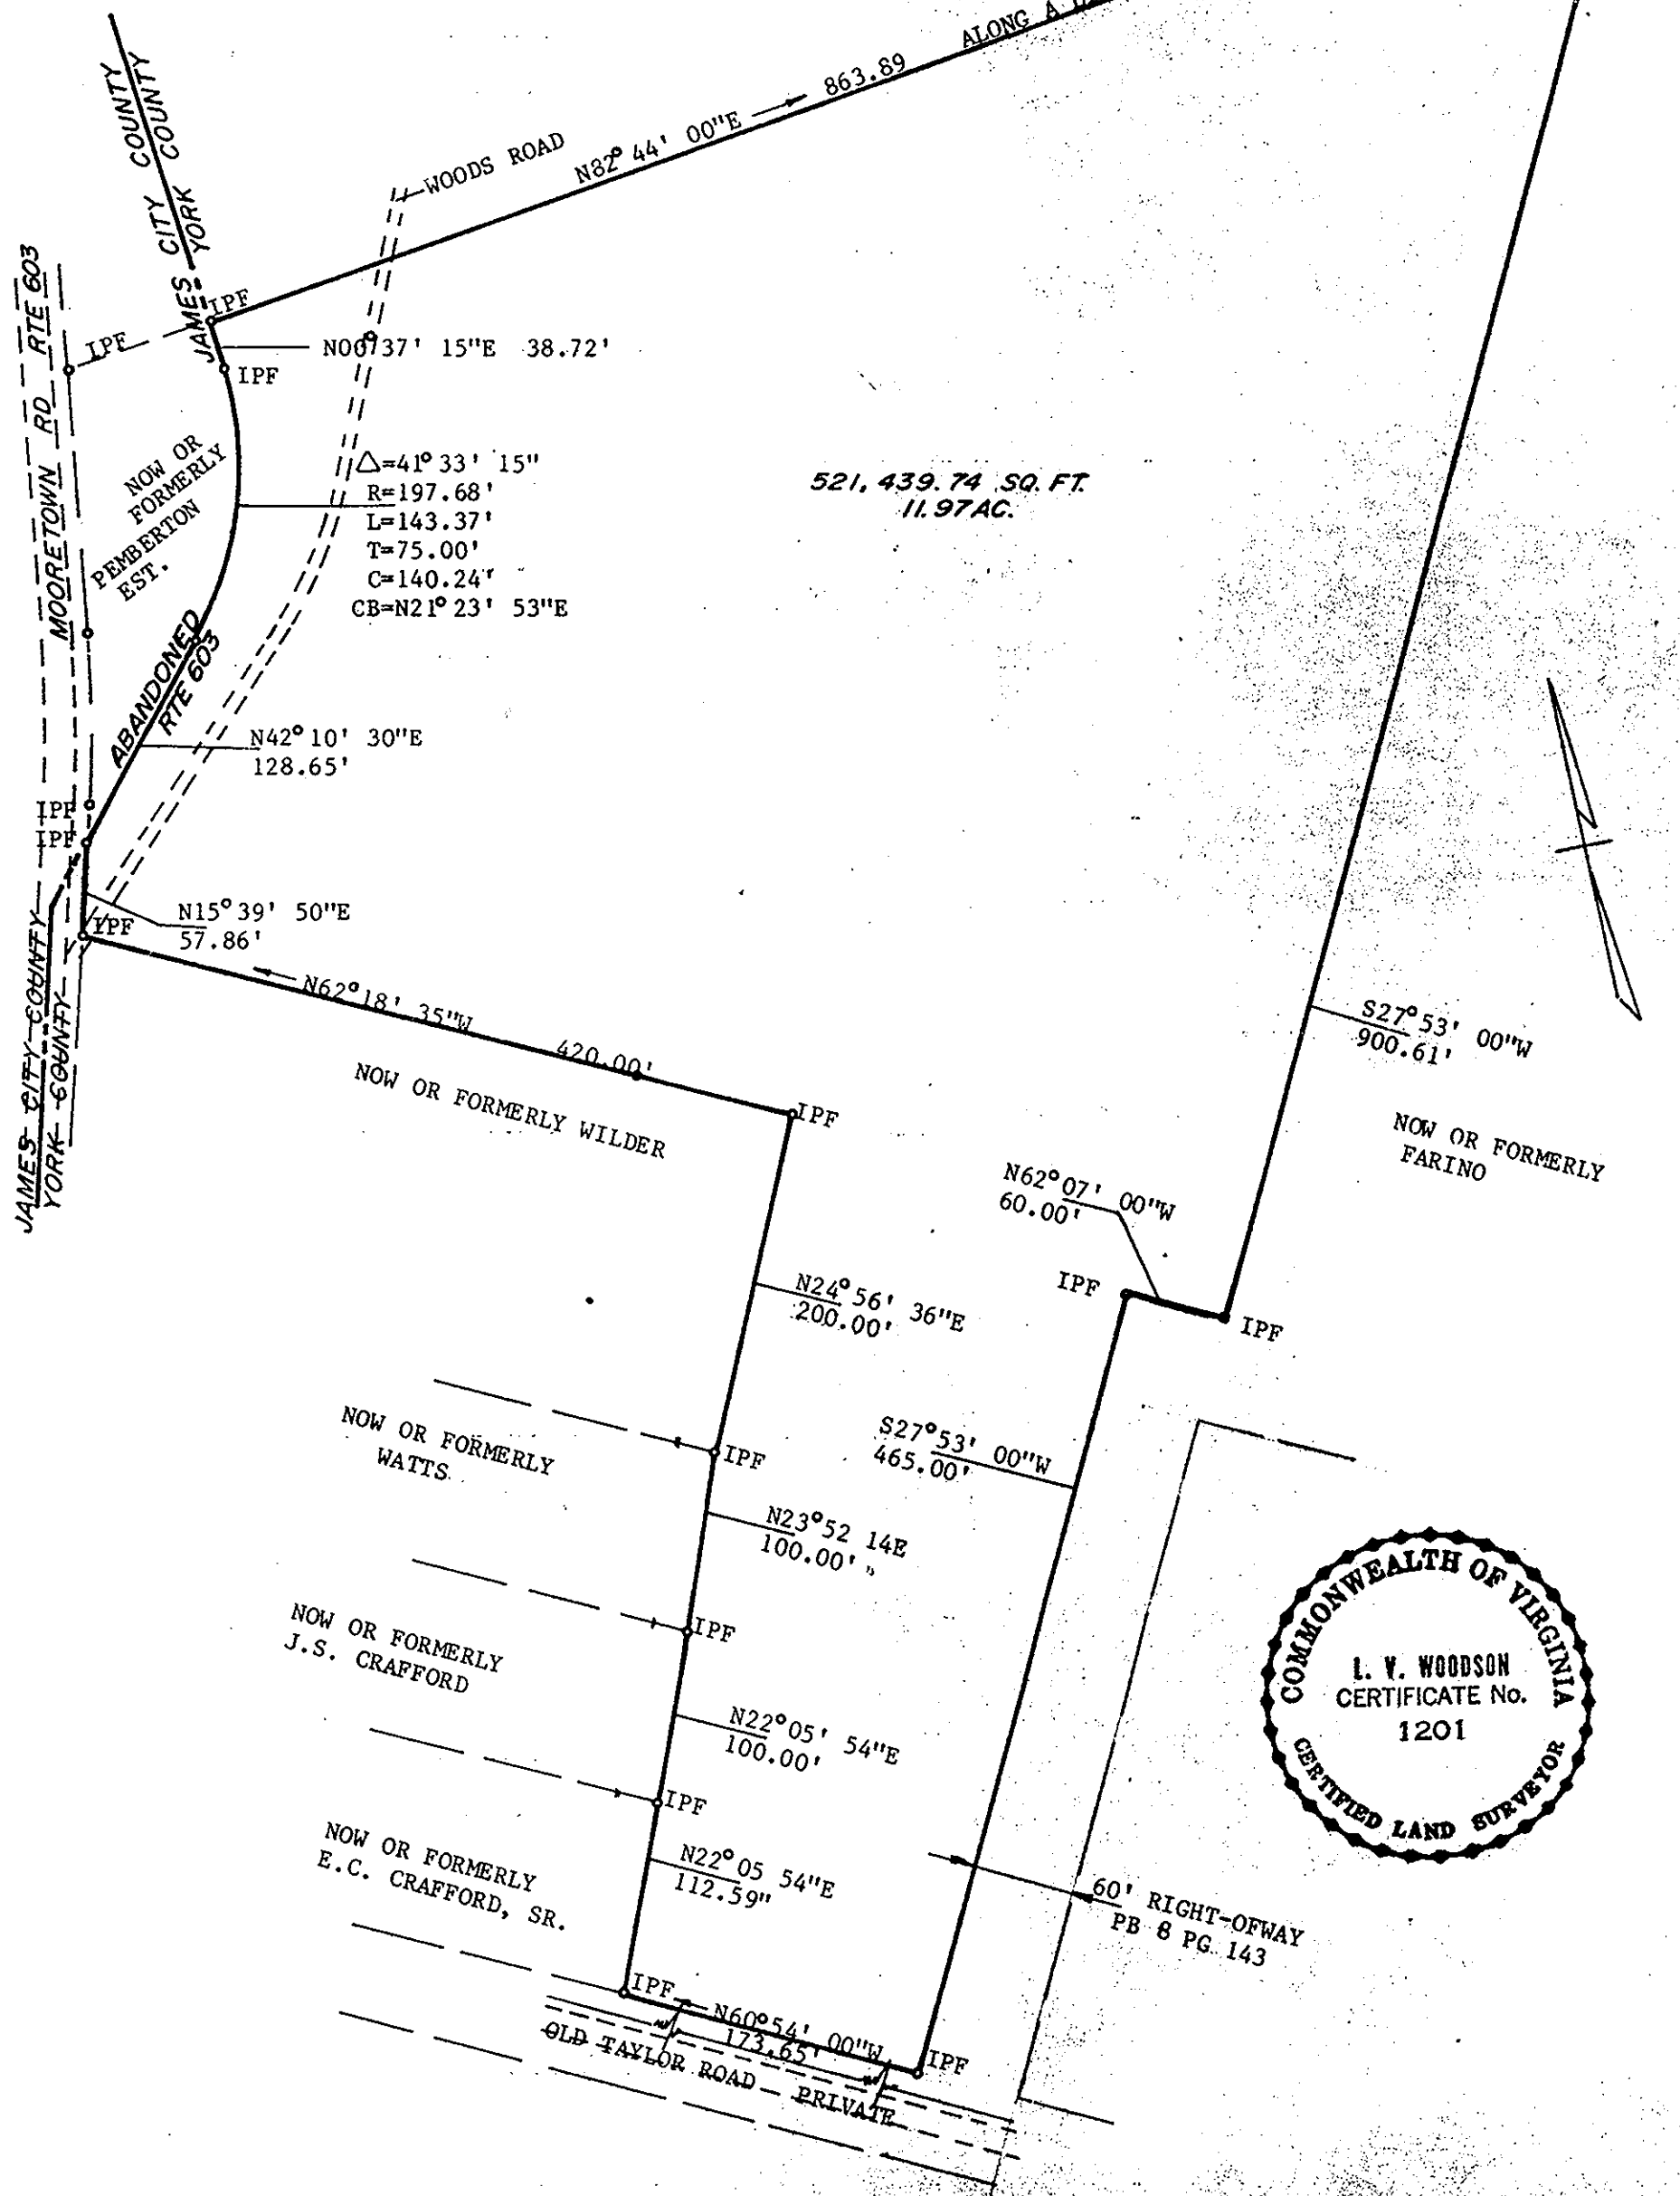 ALONG A
863.89
N82° 44' 00"E
WOODS ROAD
JAMES CITY COUNTY
YORK COUNTY
MOORETOWN RD RTE 603
IPF
IPF
N00°37' 15"E 38.72'
IPF
NOW OR
FORMERLY
PEMBERTON
EST.
△=41° 33' 15"
R=197.68'
L=143.37'
T=75.00'
C=140.24'
CB=N21° 23' 53"E
521,439.74 SQ. FT.
11.97 AC.
ABANDONED
RTE 603
N42° 10' 30"E
128.65'
IPF
IPF
N15° 39' 50"E
57.86'
IPF
JAMES CITY COUNTY
YORK COUNTY
N62° 18' 35"W
420.00'
NOW OR FORMERLY WILDER
IPF
S27° 53' 00"W
900.61'
NOW OR FORMERLY
FARINO
N62° 07' 00"W
60.00'
IPF
IPF
N24° 56' 36"E
200.00'
NOW OR FORMERLY
WATTS
IPF
S27° 53' 00"W
465.00'
N23° 52 14E
100.00' "
NOW OR FORMERLY
J.S. CRAFFORD
IPF
N22° 05' 54"E
100.00'
IPF
NOW OR FORMERLY
E.C. CRAFFORD, SR.
N22° 05 54"E
112.59"
60' RIGHT-OFWAY
PB 8 PG 143
IPF
N60° 54' 00"W
173.65'
IPF
OLD TAYLOR ROAD - PRIVATE
COMMONWEALTH OF VIRGINIA
L. V. WOODSON
CERTIFICATE No.
1201
CERTIFIED LAND SURVEYOR